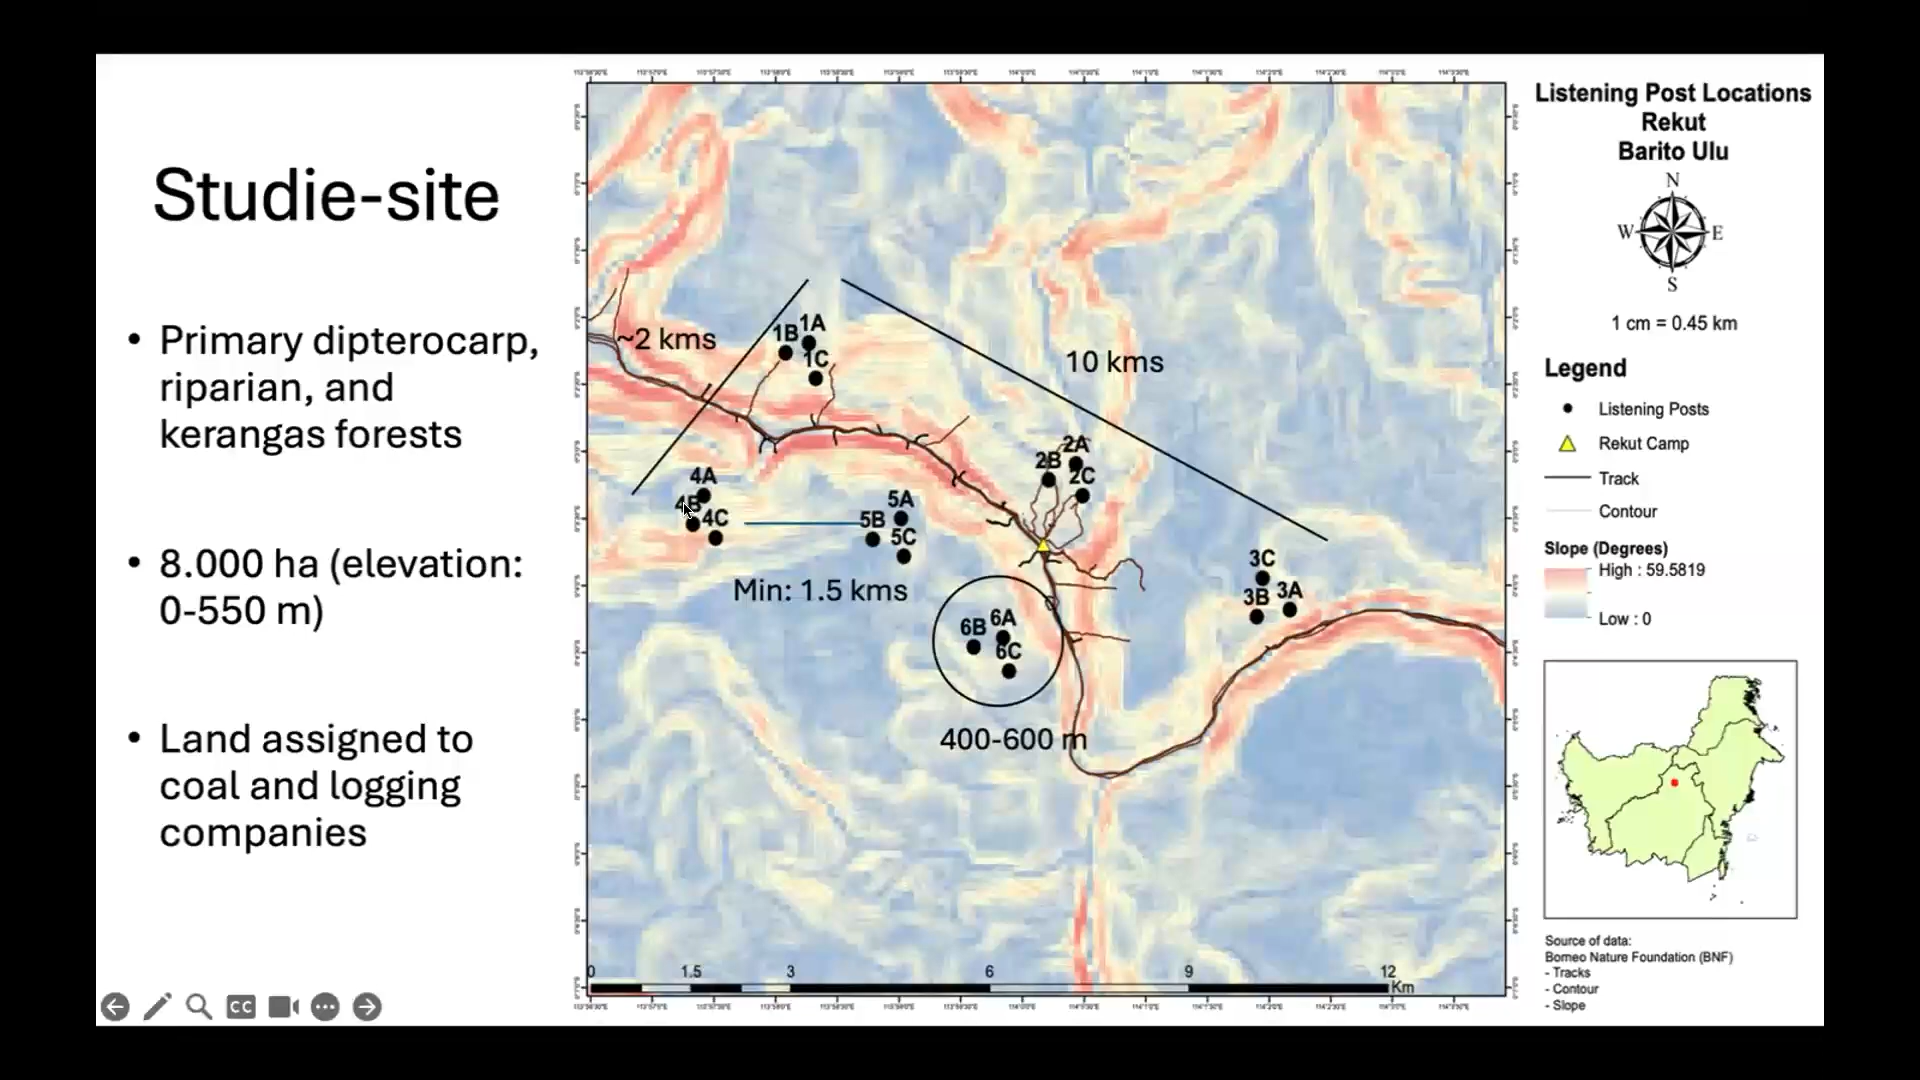 Studie-site
• Primary dipterocarp,
riparian, and
kerangas forests
• 8.000 ha (elevation:
0-550 m)
• Land assigned to
coal and logging
companies
~2 kms
1B
1A
1C
10 kms
2A
2B
2C
4A
4B
4C
5A
5B
5C
Min: 1.5 kms
3C
3B
3A
6B
6A
6C
400-600 m
0
1.5
3
6
9
12
Km
Listening Post Locations
Rekut
Barito Ulu
N
W
E
S
1 cm = 0.45 km
Legend
Listening Posts
Rekut Camp
Track
Contour
Slope (Degrees)
High : 59.5819
Low : 0
Source of data:
Borneo Nature Foundation (BNF)
- Tracks
- Contour
- Slope
CC